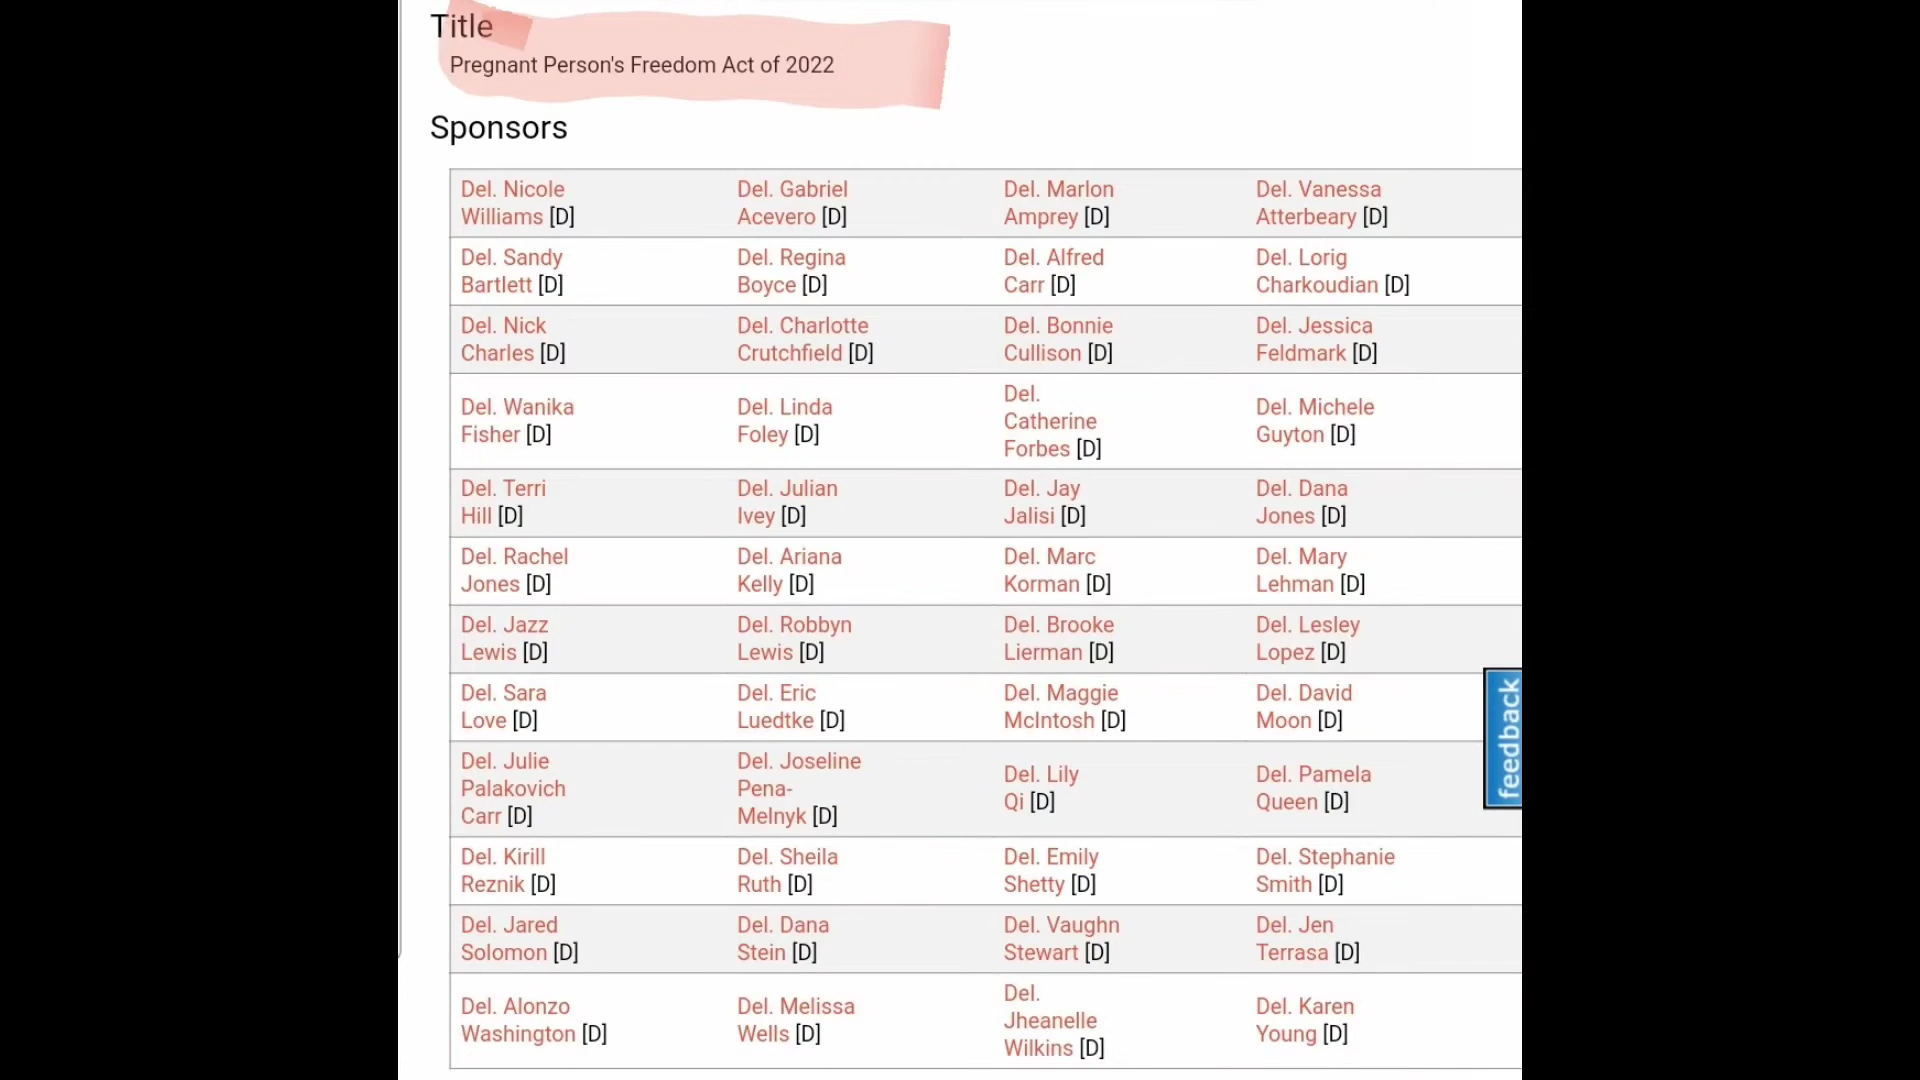 Title
Pregnant Person's Freedom Act of 2022
Sponsors
Del. Nicole Williams [D]
Del. Gabriel Acevero [D]
Del. Marlon Amprey [D]
Del. Vanessa Atterbeary [D]
Del. Sandy Bartlett [D]
Del. Regina Boyce [D]
Del. Alfred Carr [D]
Del. Lorig Charkoudian [D]
Del. Nick Charles [D]
Del. Charlotte Crutchfield [D]
Del. Bonnie Cullison [D]
Del. Jessica Feldmark [D]
Del. Wanika Fisher [D]
Del. Linda Foley [D]
Del. Catherine Forbes [D]
Del. Michele Guyton [D]
Del. Terri Hill [D]
Del. Julian Ivey [D]
Del. Jay Jalisi [D]
Del. Dana Jones [D]
Del. Rachel Jones [D]
Del. Ariana Kelly [D]
Del. Marc Korman [D]
Del. Mary Lehman [D]
Del. Jazz Lewis [D]
Del. Robbyn Lewis [D]
Del. Brooke Lierman [D]
Del. Lesley Lopez [D]
Del. Sara Love [D]
Del. Eric Luedtke [D]
Del. Maggie McIntosh [D]
Del. David Moon [D]
Del. Julie Palakovich Carr [D]
Del. Joseline Pena-Melnyk [D]
Del. Lily Qi [D]
Del. Pamela Queen [D]
Del. Kirill Reznik [D]
Del. Sheila Ruth [D]
Del. Emily Shetty [D]
Del. Stephanie Smith [D]
Del. Jared Solomon [D]
Del. Dana Stein [D]
Del. Vaughn Stewart [D]
Del. Jen Terrasa [D]
Del. Alonzo Washington [D]
Del. Melissa Wells [D]
Del. Jheanelle Wilkins [D]
Del. Karen Young [D]
feedback